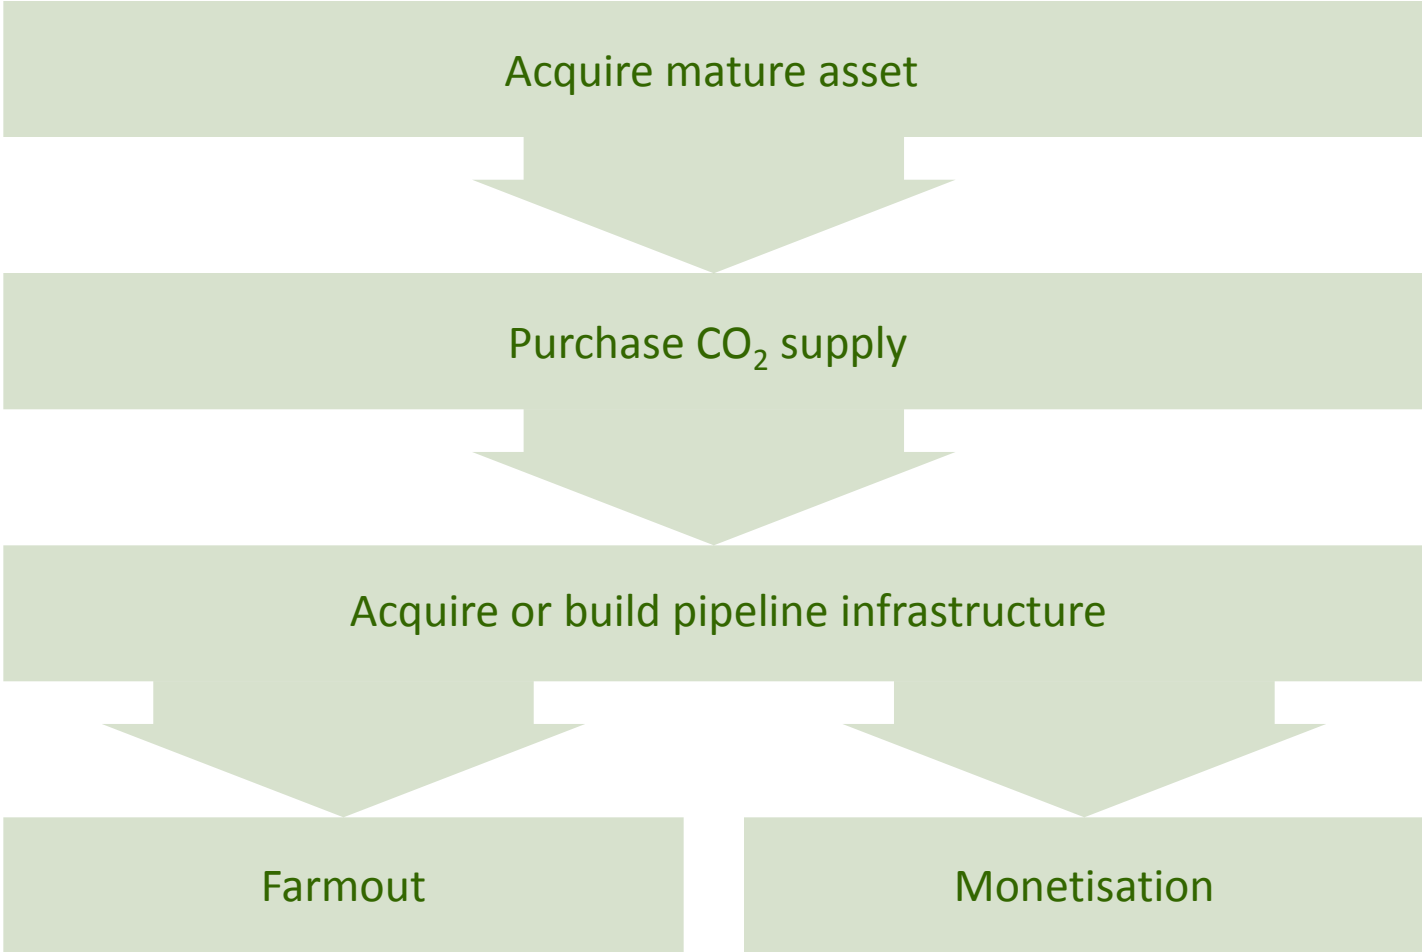 Acquire mature asset
Purchase CO₂ supply
Acquire or build pipeline infrastructure
Farmout
Monetisation